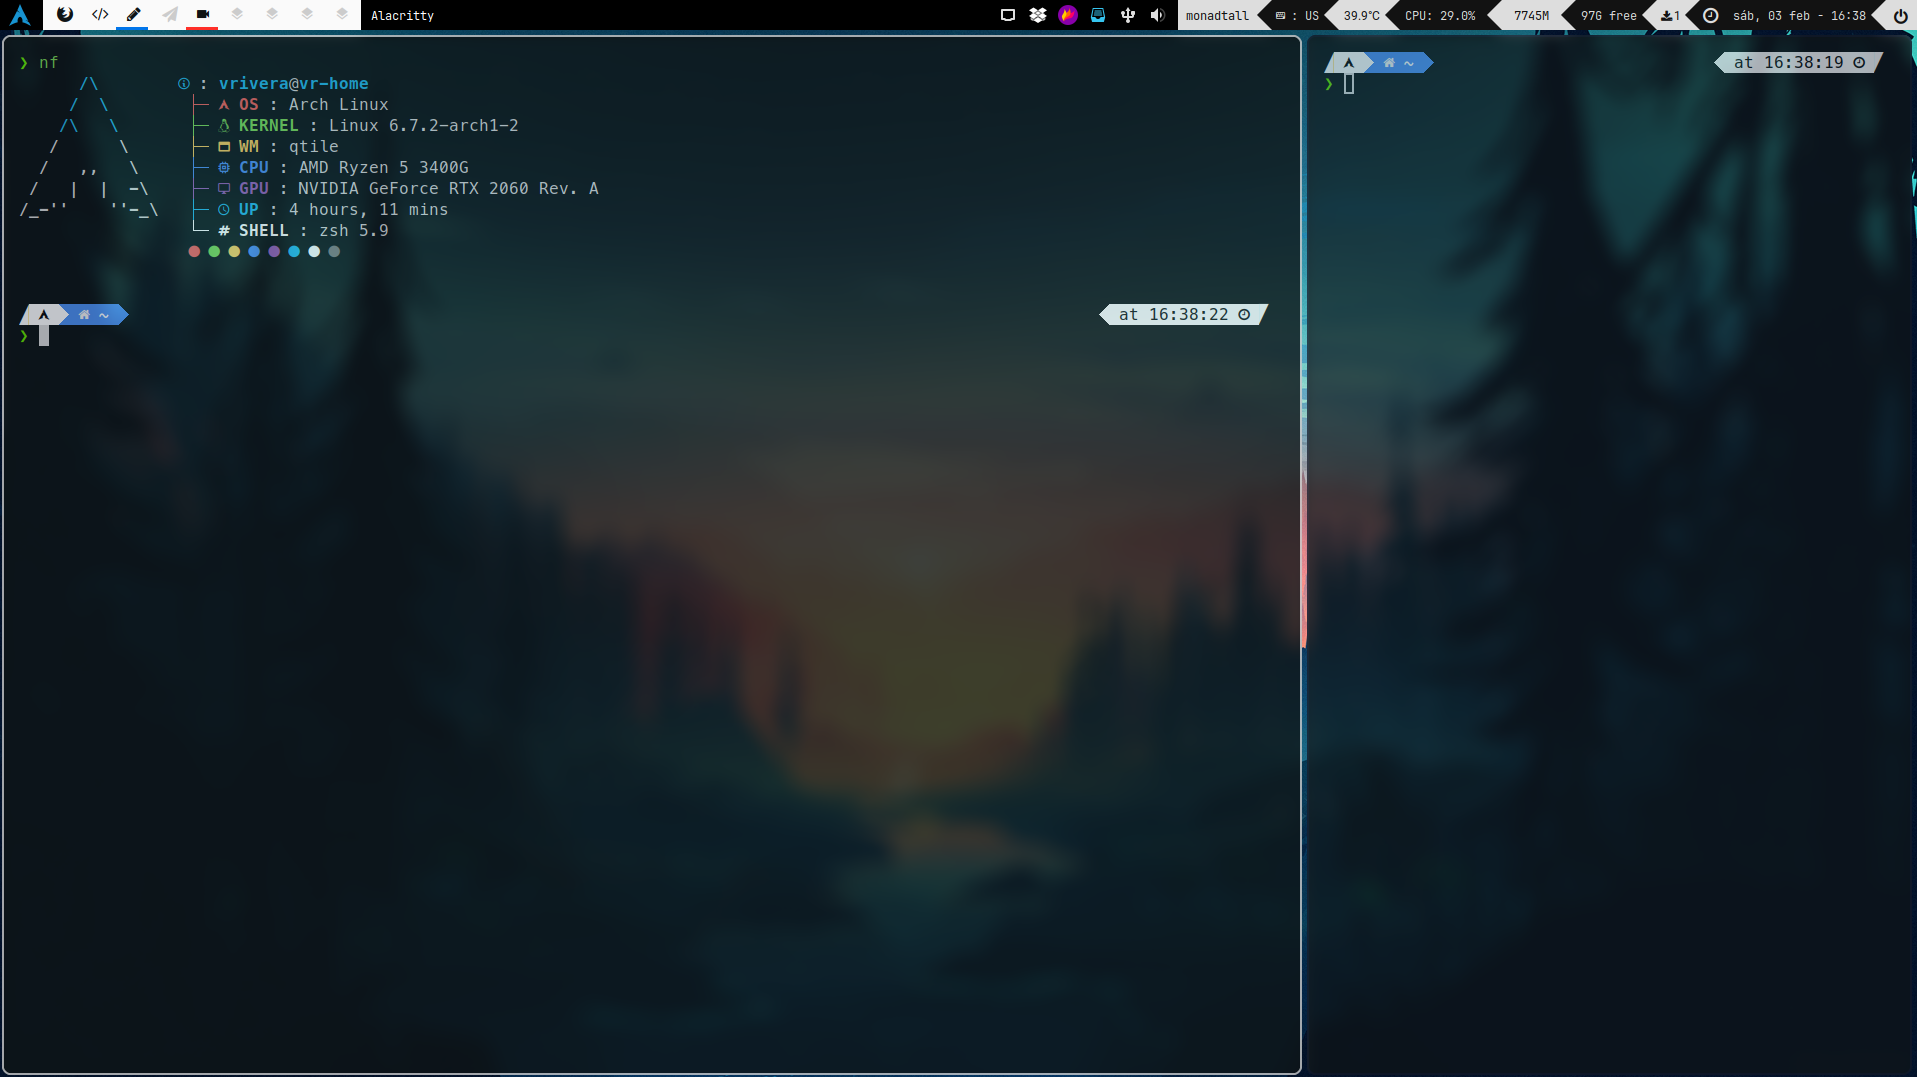 Alacritty
monadtall : US 39.9°C CPU: 29.0% 7745M 97G free 1 sáb, 03 feb - 16:38
❯ nf
/\
/  \
/\   \
/      \
/   ,,   \
/   |  |  -\
/_-''    ''-_\
: vrivera@vr-home
OS : Arch Linux
KERNEL : Linux 6.7.2-arch1-2
WM : qtile
CPU : AMD Ryzen 5 3400G
GPU : NVIDIA GeForce RTX 2060 Rev. A
UP : 4 hours, 11 mins
# SHELL : zsh 5.9
~ at 16:38:22
❯
~ at 16:38:19
❯